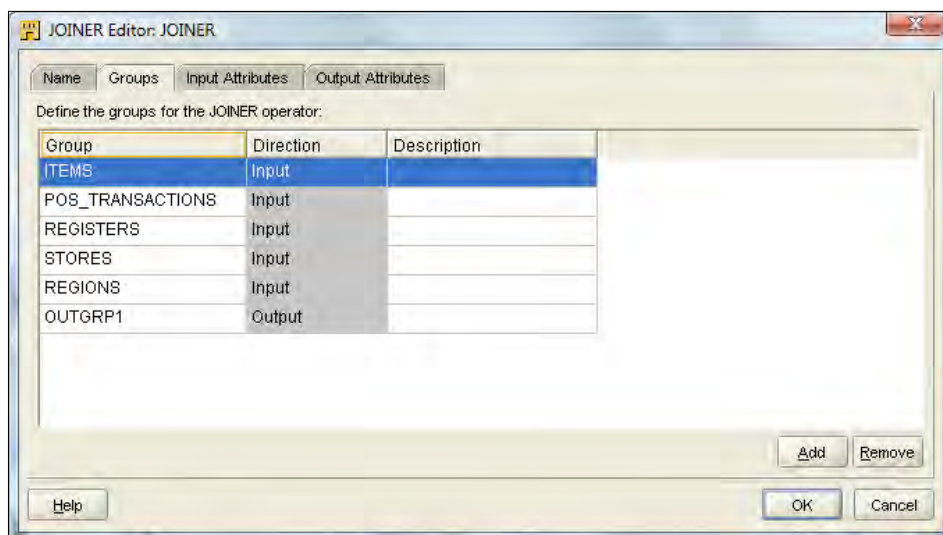 JOINER Editor: JOINER
Name Groups Input Attributes Output Attributes
Define the groups for the JOINER operator:
Group Direction Description
ITEMS Input
POS_TRANSACTIONS Input
REGISTERS Input
STORES Input
REGIONS Input
OUTGRP1 Output
Add Remove
Help OK Cancel